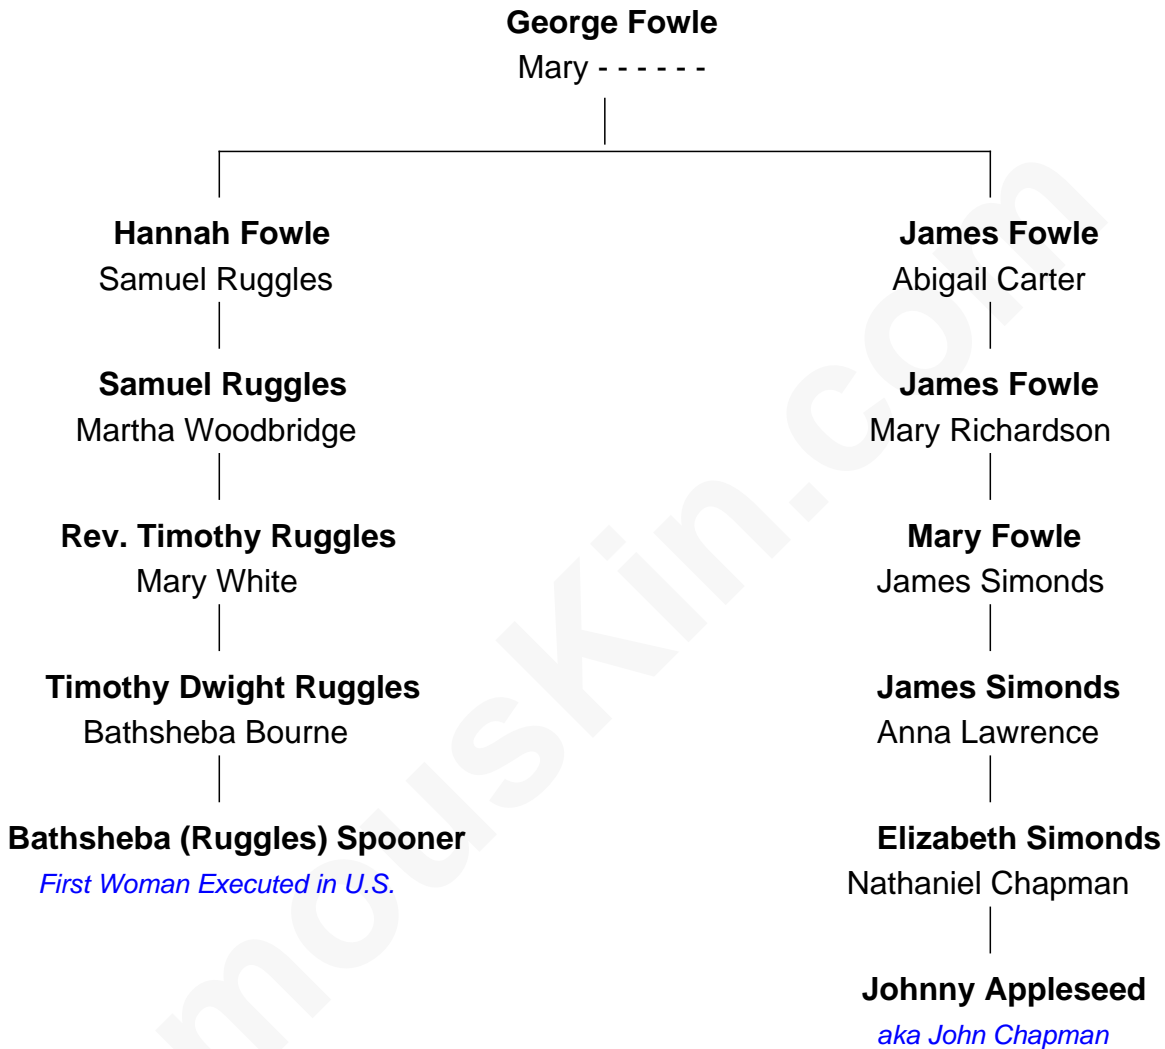 George Fowle
Mary - - - - - -
Hannah Fowle
Samuel Ruggles
James Fowle
Abigail Carter
Samuel Ruggles
Martha Woodbridge
James Fowle
Mary Richardson
Rev. Timothy Ruggles
Mary White
Mary Fowle
James Simonds
Timothy Dwight Ruggles
Bathsheba Bourne
James Simonds
Anna Lawrence
Bathsheba (Ruggles) Spooner
First Woman Executed in U.S.
Elizabeth Simonds
Nathaniel Chapman
Johnny Appleseed
aka John Chapman
mousKin.com